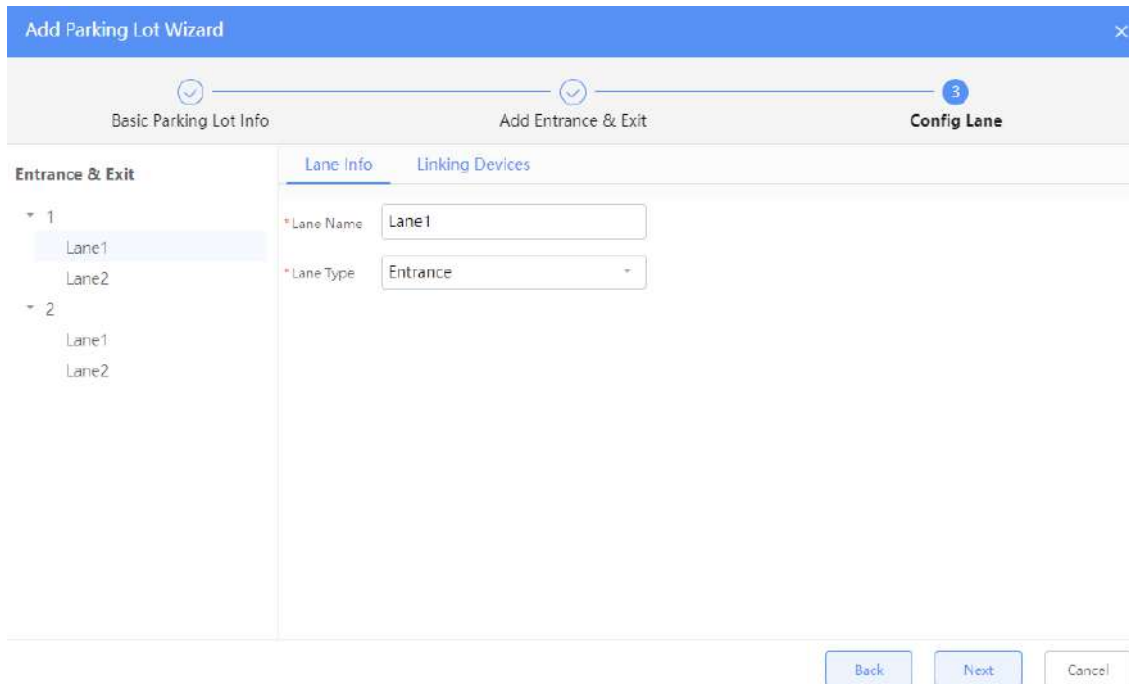 Add Parking Lot Wizard
Basic Parking Lot Info
Add Entrance & Exit
3
Config Lane
Entrance & Exit
1
Lane1
Lane2
2
Lane1
Lane2
Lane Info
Linking Devices
*Lane Name Lane1
*Lane Type Entrance
Back
Next
Cancel